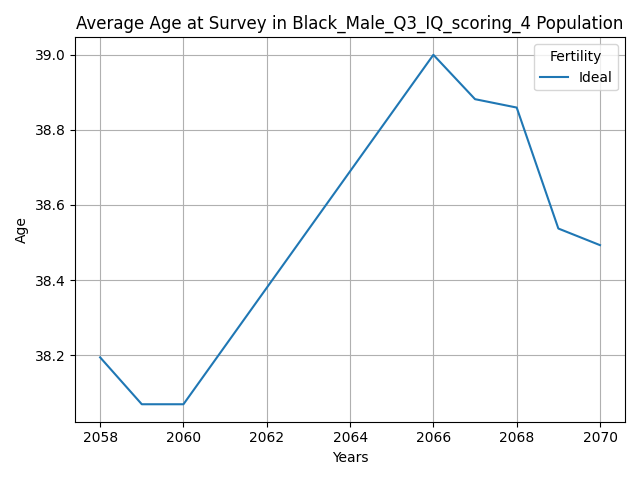 Average Age at Survey in Black_Male_Q3_IQ_scoring_4 Population
Fertility
Ideal
39.0
38.8
38.6
38.4
38.2
Age
2058 2060 2062 2064 2066 2068 2070
Years